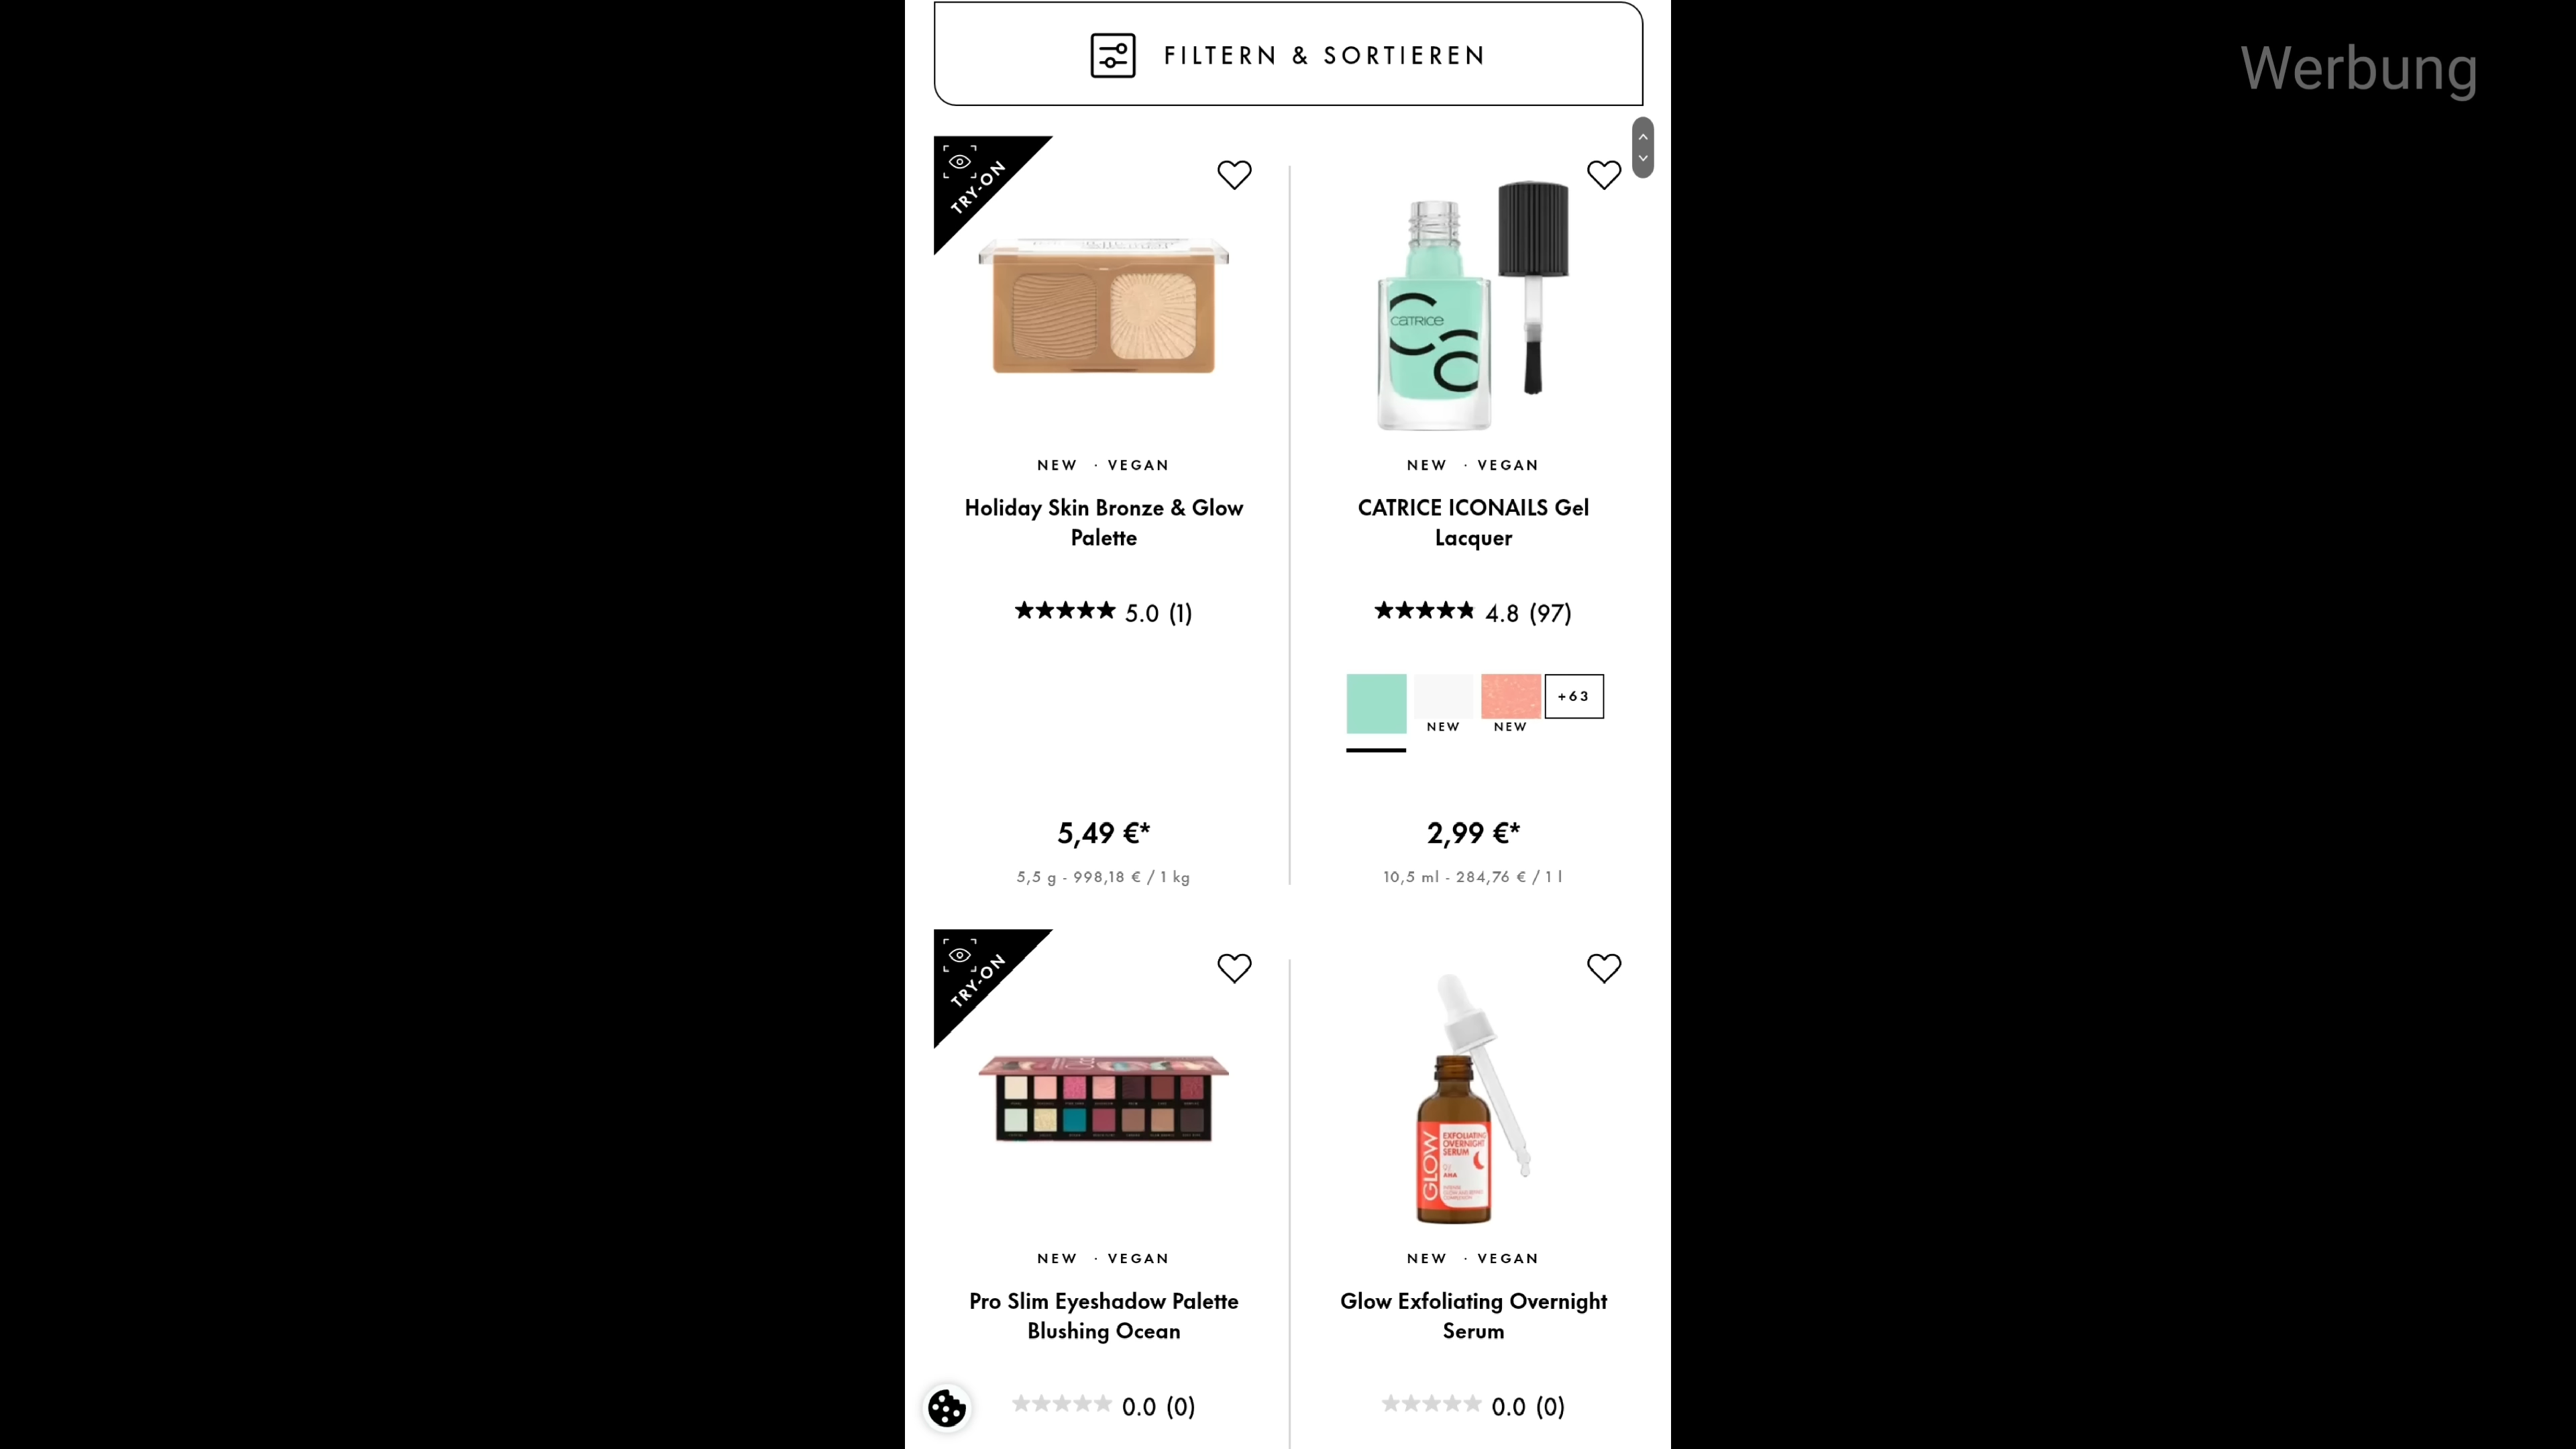 FILTERN & SORTIEREN
Werbung
TRY-ON
CATRICE
NEW · VEGAN
NEW · VEGAN
Holiday Skin Bronze & Glow
Palette
CATRICE ICONAILS Gel
Lacquer
5.0 (1)
4.8 (97)
+63
NEW
NEW
5,49 €*
2,99 €*
5,5 g - 998,18 € / 1 kg
10,5 ml - 284,76 € / 1 l
TRY-ON
GLOW
EXFOLIATING
OVERNIGHT
SERUM
AHA
NEW · VEGAN
NEW · VEGAN
Pro Slim Eyeshadow Palette
Blushing Ocean
Glow Exfoliating Overnight
Serum
0.0 (0)
0.0 (0)